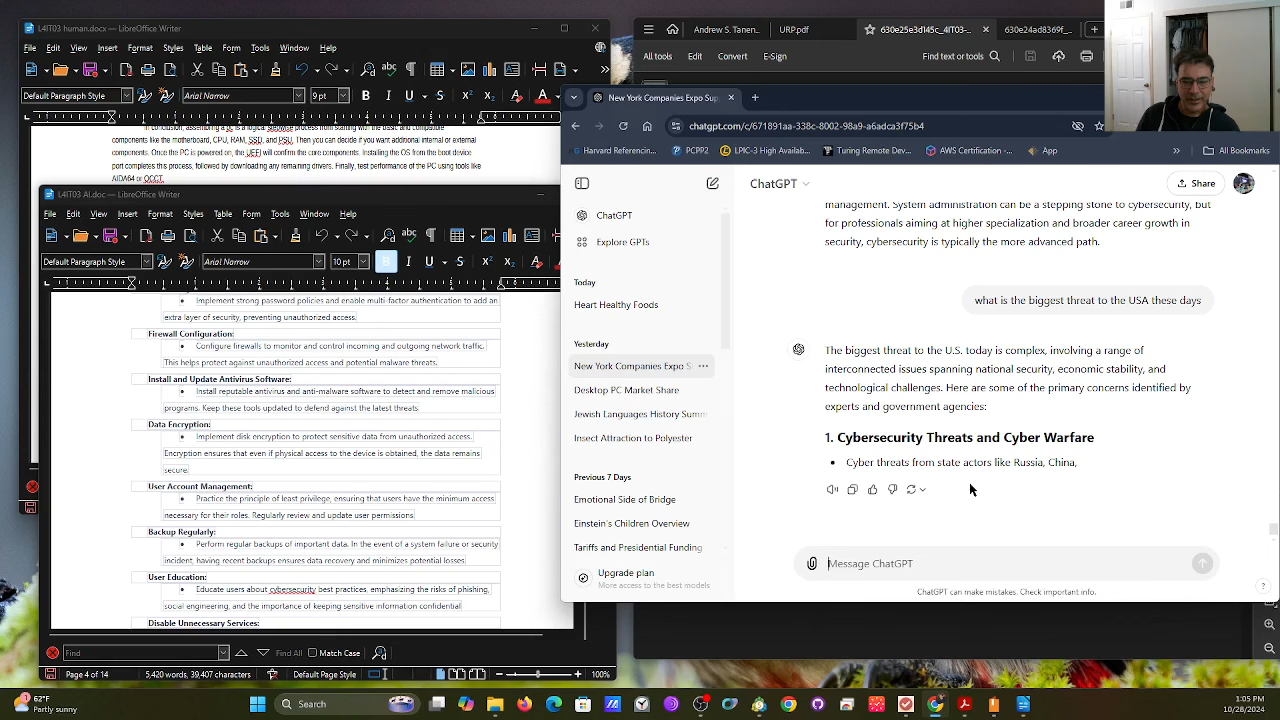 L4IT03 human.docx — LibreOffice Writer
File Edit View Insert Format Styles Table Form Tools Window Help
Default Paragraph Style Arial Narrow 9 pt
In conclusion, assembling a pc is a logical stepwise process from starting with the basic and compatible
components like the motherboard, CPU, RAM, SSD, and PSU. Then you can decide if you want additional internal or external
components. Once the PC is powered on, the UEFI will confirm the components. Installing the OS from the boot device
port completes this process, followed by downloading any remaining drivers. Finally, test performance of the PC using tools like
AIDA64 or OCCT.
L4IT03 AI.docx — LibreOffice Writer
File Edit View Insert Format Styles Table Form Tools Window Help
Default Paragraph Style Arial Narrow 10 pt
• Implement strong password policies and enable multi-factor authentication to add an
extra layer of security, preventing unauthorized access.
Firewall Configuration:
• Configure firewalls to monitor and control incoming and outgoing network traffic.
This helps protect against unauthorized access and potential malware threats.
Install and Update Antivirus Software:
• Install reputable antivirus and anti-malware software to detect and remove malicious
programs. Keep these tools updated to defend against the latest threats.
Data Encryption:
• Implement disk encryption to protect sensitive data from unauthorized access.
Encryption ensures that even if physical access to the device is obtained, the data remains
secure.
User Account Management:
• Practice the principle of least privilege, ensuring that users have the minimum access
necessary for their roles. Regularly review and update user permissions.
Backup Regularly:
• Perform regular backups of important data. In the event of a system failure or security
incident, having recent backups ensures data recovery and minimizes potential losses.
User Education:
• Educate users about cybersecurity best practices, emphasizing the risks of phishing,
social engineering, and the importance of keeping sensitive information confidential
Disable Unnecessary Services:
Find Find All Match Case
Page 4 of 14 5,420 words, 39,407 characters Default Page Style 100%
Andrew S. Tanen... URP.pdf 630e25e3d145c_4IT03-... 630e24ad8369f_...
All tools Edit Convert E-Sign Find text or tools
New York Companies Expo Sup
chatgpt.com/c/671891aa-338c-8002-98a9-a6adca3f75b4
Harvard Referencin... PCPP2 LPIC-3 High Availab... Turing Remote Dev... AWS Certification -... App All Bookmarks
ChatGPT
Explore GPTs
Today
Heart Healthy Foods
Yesterday
New York Companies Expo S
Desktop PC Market Share
Jewish Languages History Summ
Insect Attraction to Polyester
Previous 7 Days
Emotional Side of Bridge
Einstein's Children Overview
Tariffs and Presidential Funding
Upgrade plan
More access to the best models
ChatGPT
Share
management. System administration can be a stepping stone to cybersecurity, but
for professionals aiming at higher specialization and broader career growth in
security, cybersecurity is typically the more advanced path.
what is the biggest threat to the USA these days
The biggest threat to the U.S. today is complex, involving a range of
interconnected issues spanning national security, economic stability, and
technological challenges. Here are some of the primary concerns identified by
experts and government agencies:
1. Cybersecurity Threats and Cyber Warfare
• Cyber threats from state actors like Russia, China,
Message ChatGPT
ChatGPT can make mistakes. Check important info.
?
62°F
Partly sunny
Search
1:05 PM
10/28/2024